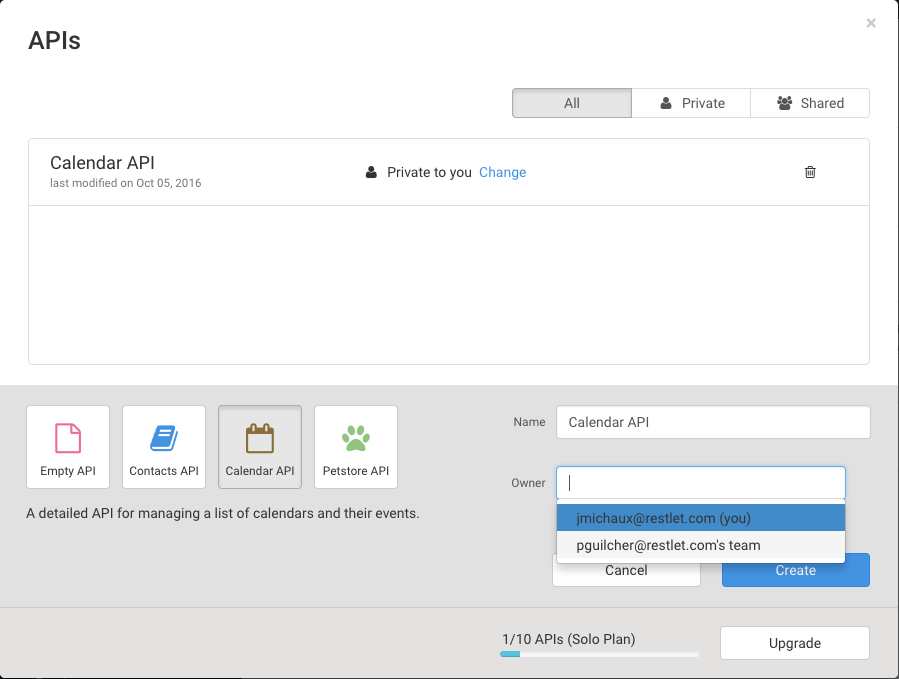 APIs
×
All
Private
Shared
Calendar API
last modified on Oct 05, 2016
Private to you Change
Empty API
Contacts API
Calendar API
Petstore API
A detailed API for managing a list of calendars and their events.
Name
Calendar API
Owner
jmichaux@restlet.com (you)
pguilcher@restlet.com's team
Cancel
Create
1/10 APIs (Solo Plan)
Upgrade